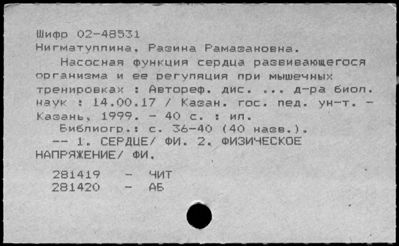 Шифр 02-48531
Нигматуллина, Разина Рамазановна.
Насосная функция сердца развивающегося
организма и ее регуляция при мышечных
тренировках : Автореф. дис. ... д-ра биол.
наук : 14.00.17 / Казан. гос. пед. ун-т. -
Казань, 1999. - 40 с. : ил.
Библиогр.: с. 36-40 (40 назв.).
-- 1. СЕРДЦЕ/ ФИ. 2. ФИЗИЧЕСКОЕ
НАПРЯЖЕНИЕ/ ФИ.
281419 - ЧИТ
281420 - АБ